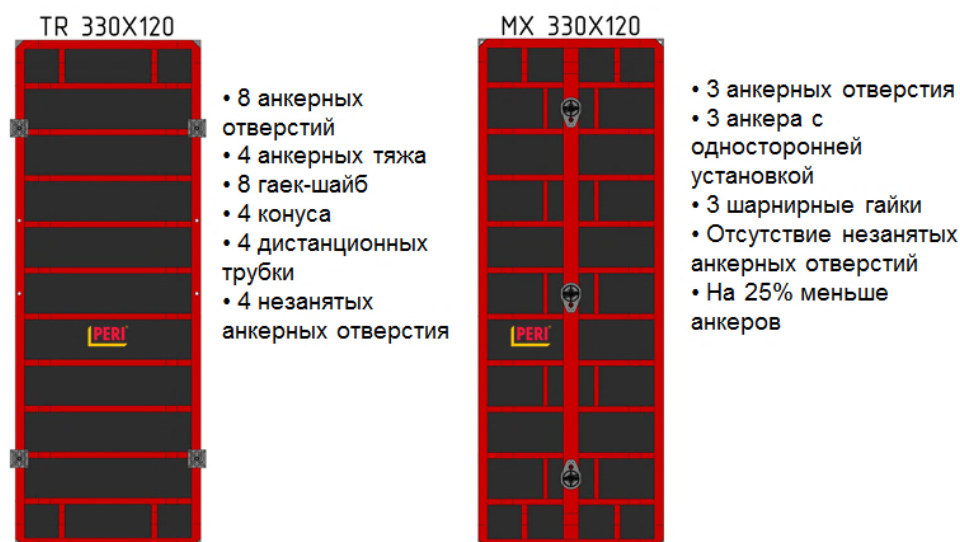 TR 330X120
• 8 анкерных
отверстий
• 4 анкерных тяжа
• 8 гаек-шайб
• 4 конуса
• 4 дистанционных
трубки
• 4 незанятых
анкерных отверстия
PERI
MX 330X120
• 3 анкерных отверстия
• 3 анкера с
односторонней
установкой
• 3 шарнирные гайки
• Отсутствие незанятых
анкерных отверстий
• На 25% меньше
анкеров
PERI